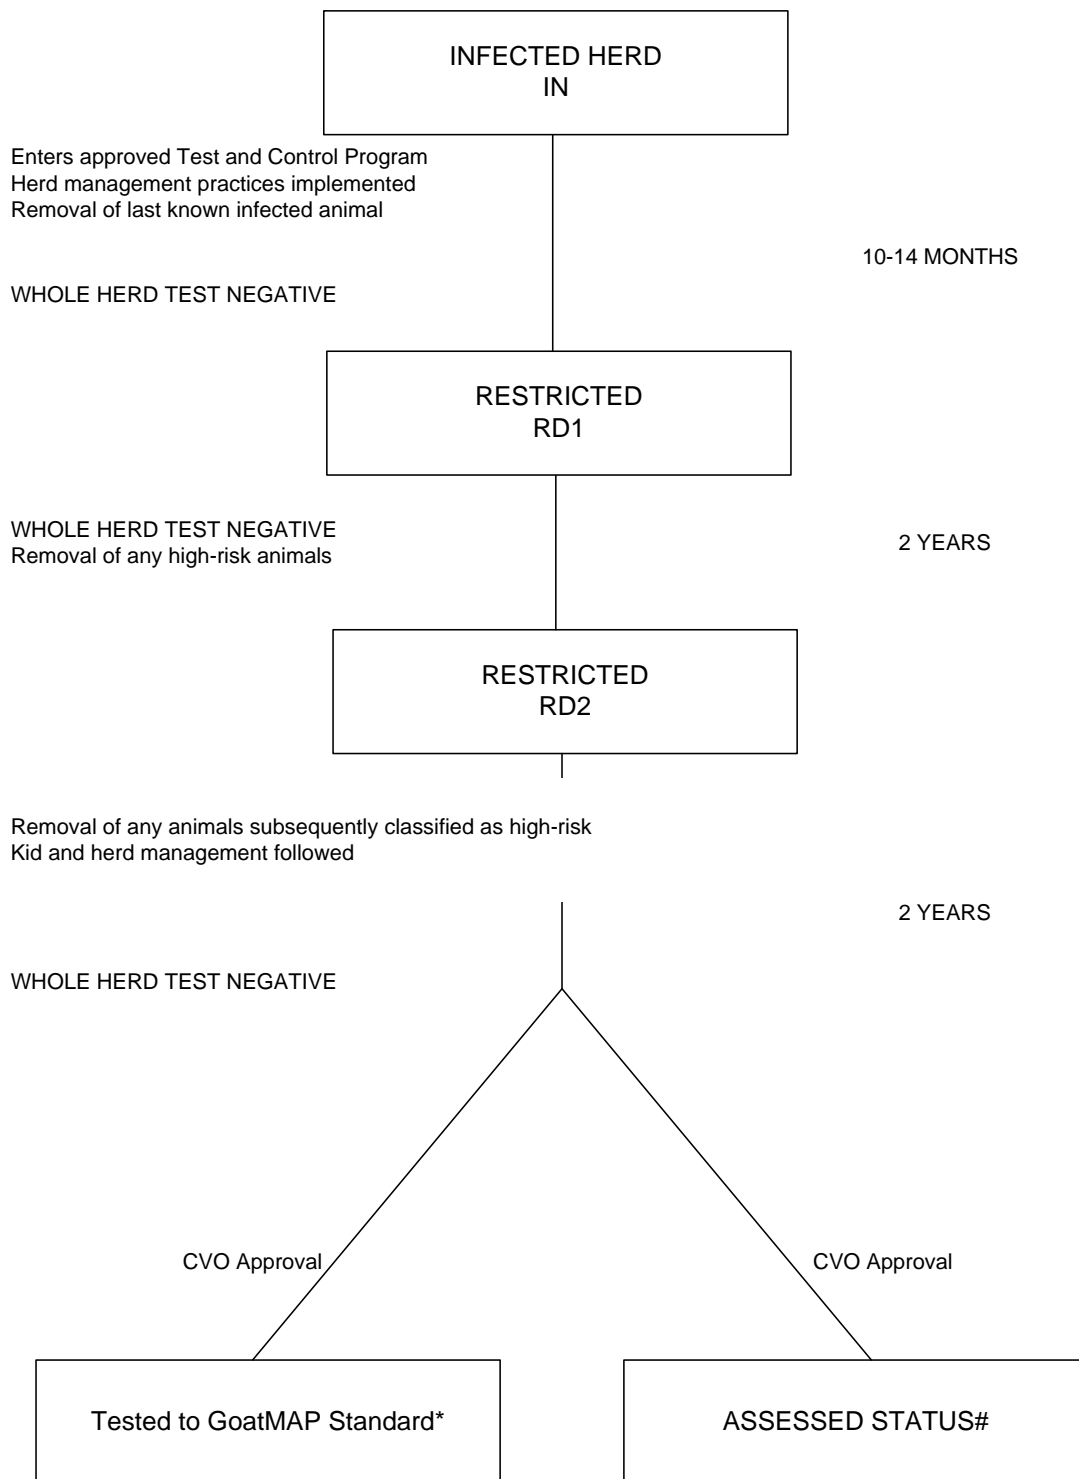 INFECTED HERD
IN
Enters approved Test and Control Program
Herd management practices implemented
Removal of last known infected animal
10-14 MONTHS
WHOLE HERD TEST NEGATIVE
RESTRICTED
RD1
WHOLE HERD TEST NEGATIVE
Removal of any high-risk animals
2 YEARS
RESTRICTED
RD2
Removal of any animals subsequently classified as high-risk
Kid and herd management followed
2 YEARS
WHOLE HERD TEST NEGATIVE
CVO Approval
CVO Approval
Tested to GoatMAP Standard*
ASSESSED STATUS#